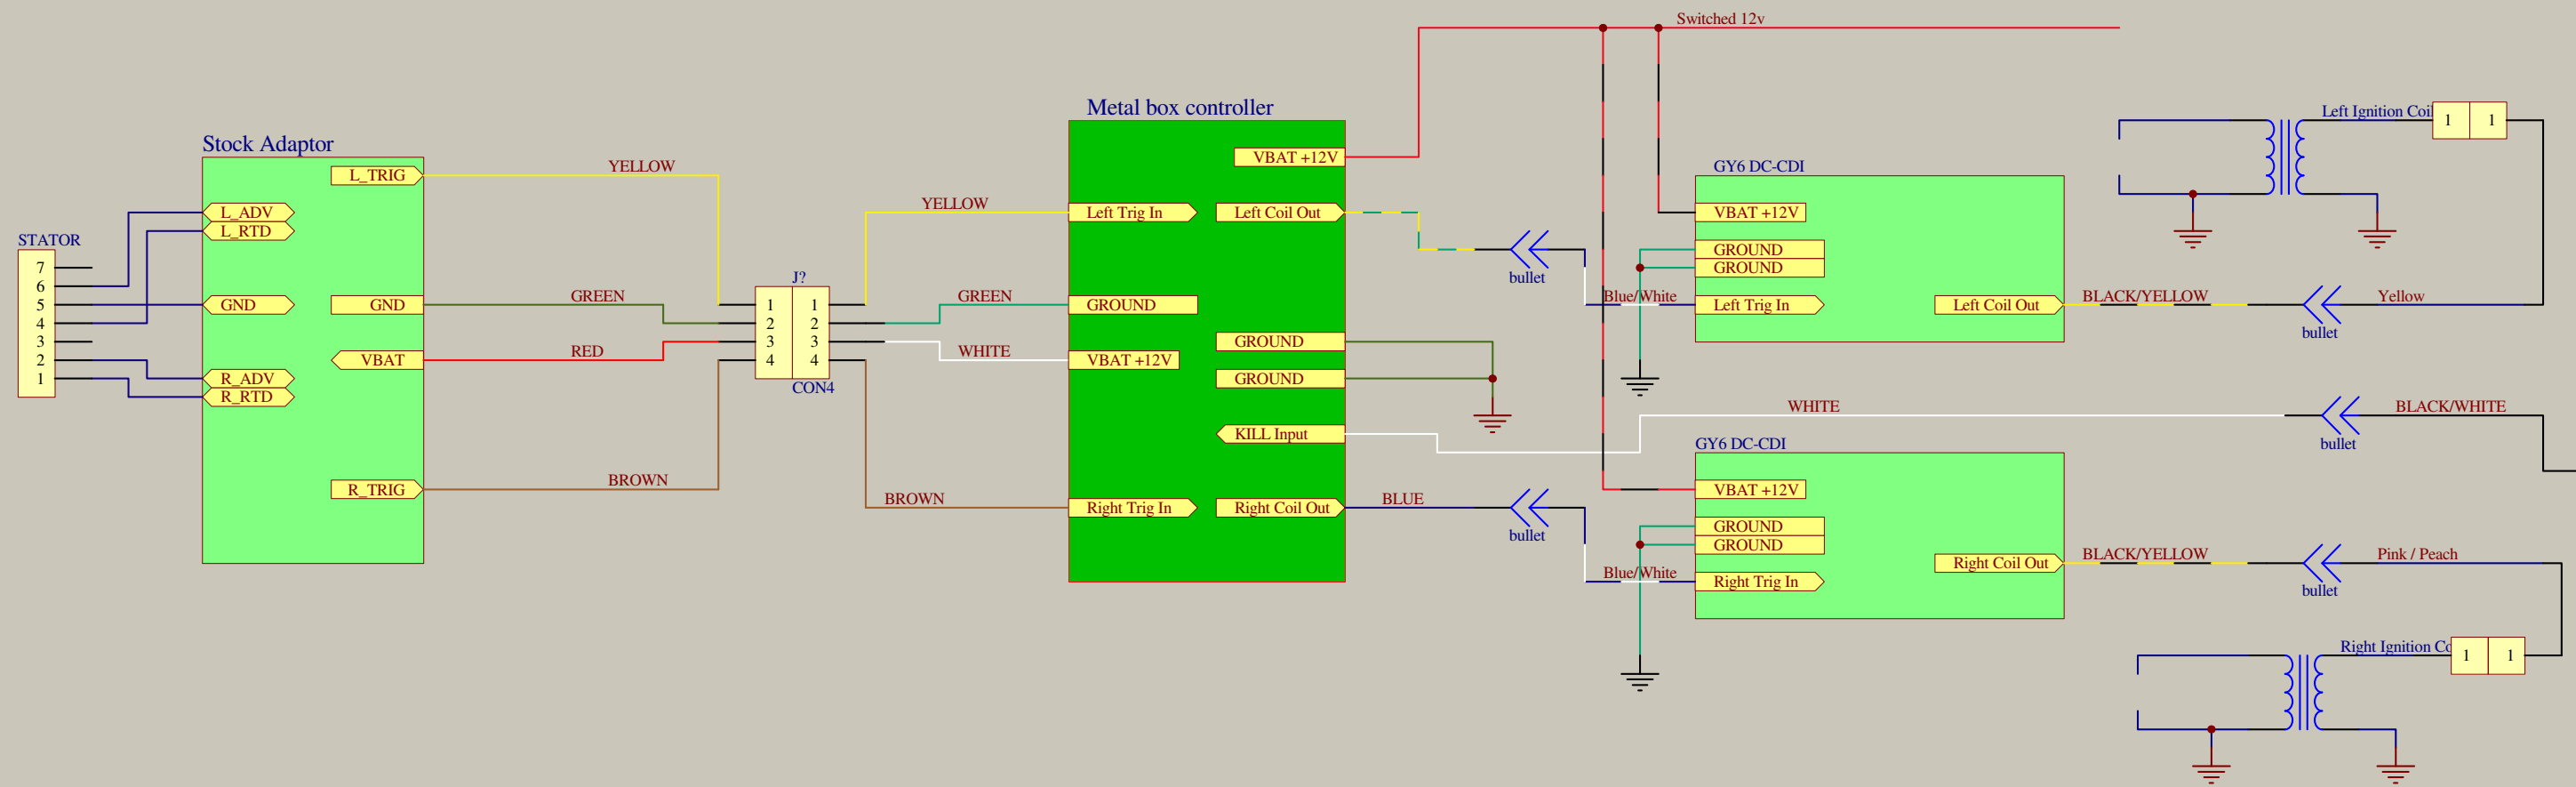 Switched 12v
Metal box controller
Left Ignition Coi
1 1
Stock Adaptor
VBAT +12V
YELLOW
GY6 DC-CDI
L_TRIG
YELLOW
L_ADV
Left Trig In
Left Coil Out
VBAT +12V
L_RTD
STATOR
GROUND
GROUND
7
6
5
4
3
2
1
bullet
J?
GND
GND
GREEN
1 1
2 2
3 3
4 4
CON4
GREEN
GROUND
Blue/White
Left Trig In
Left Coil Out
BLACK/YELLOW
Yellow
bullet
VBAT
RED
WHITE
VBAT +12V
GROUND
GROUND
R_ADV
R_RTD
WHITE
BLACK/WHITE
bullet
KILL Input
GY6 DC-CDI
R_TRIG
BROWN
BROWN
Right Trig In
Right Coil Out
BLUE
bullet
VBAT +12V
GROUND
GROUND
Blue/White
Right Trig In
Right Coil Out
BLACK/YELLOW
Pink / Peach
bullet
Right Ignition Co
1 1